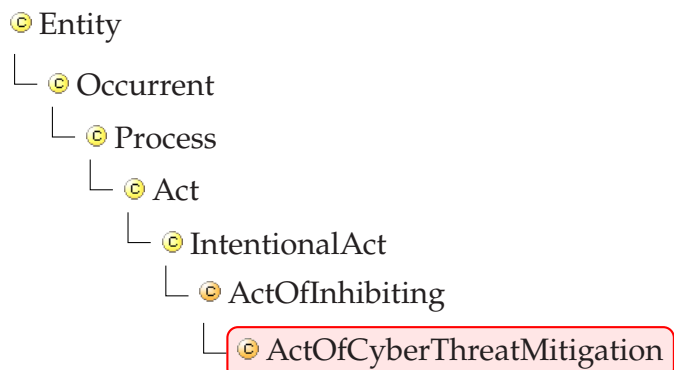 Entity
Occurrent
Process
Act
IntentionalAct
ActOfInhibiting
ActOfCyberThreatMitigation